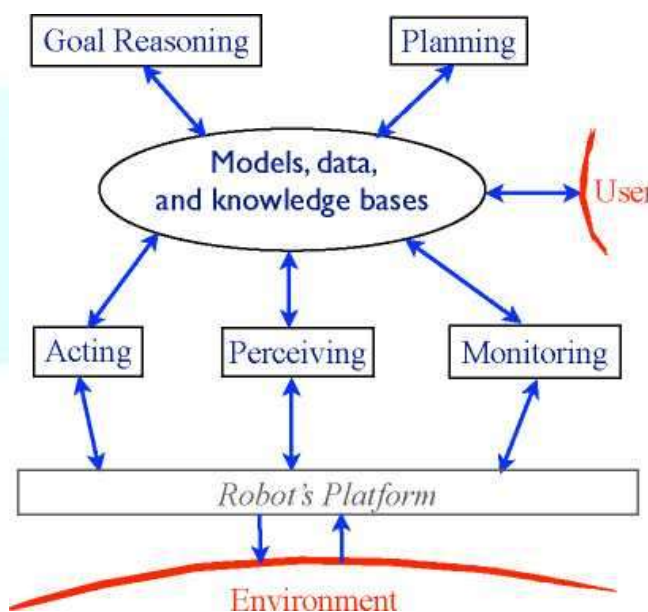 Goal Reasoning
Planning
Models, data,
and knowledge bases
User
Acting
Perceiving
Monitoring
Robot's Platform
Environment